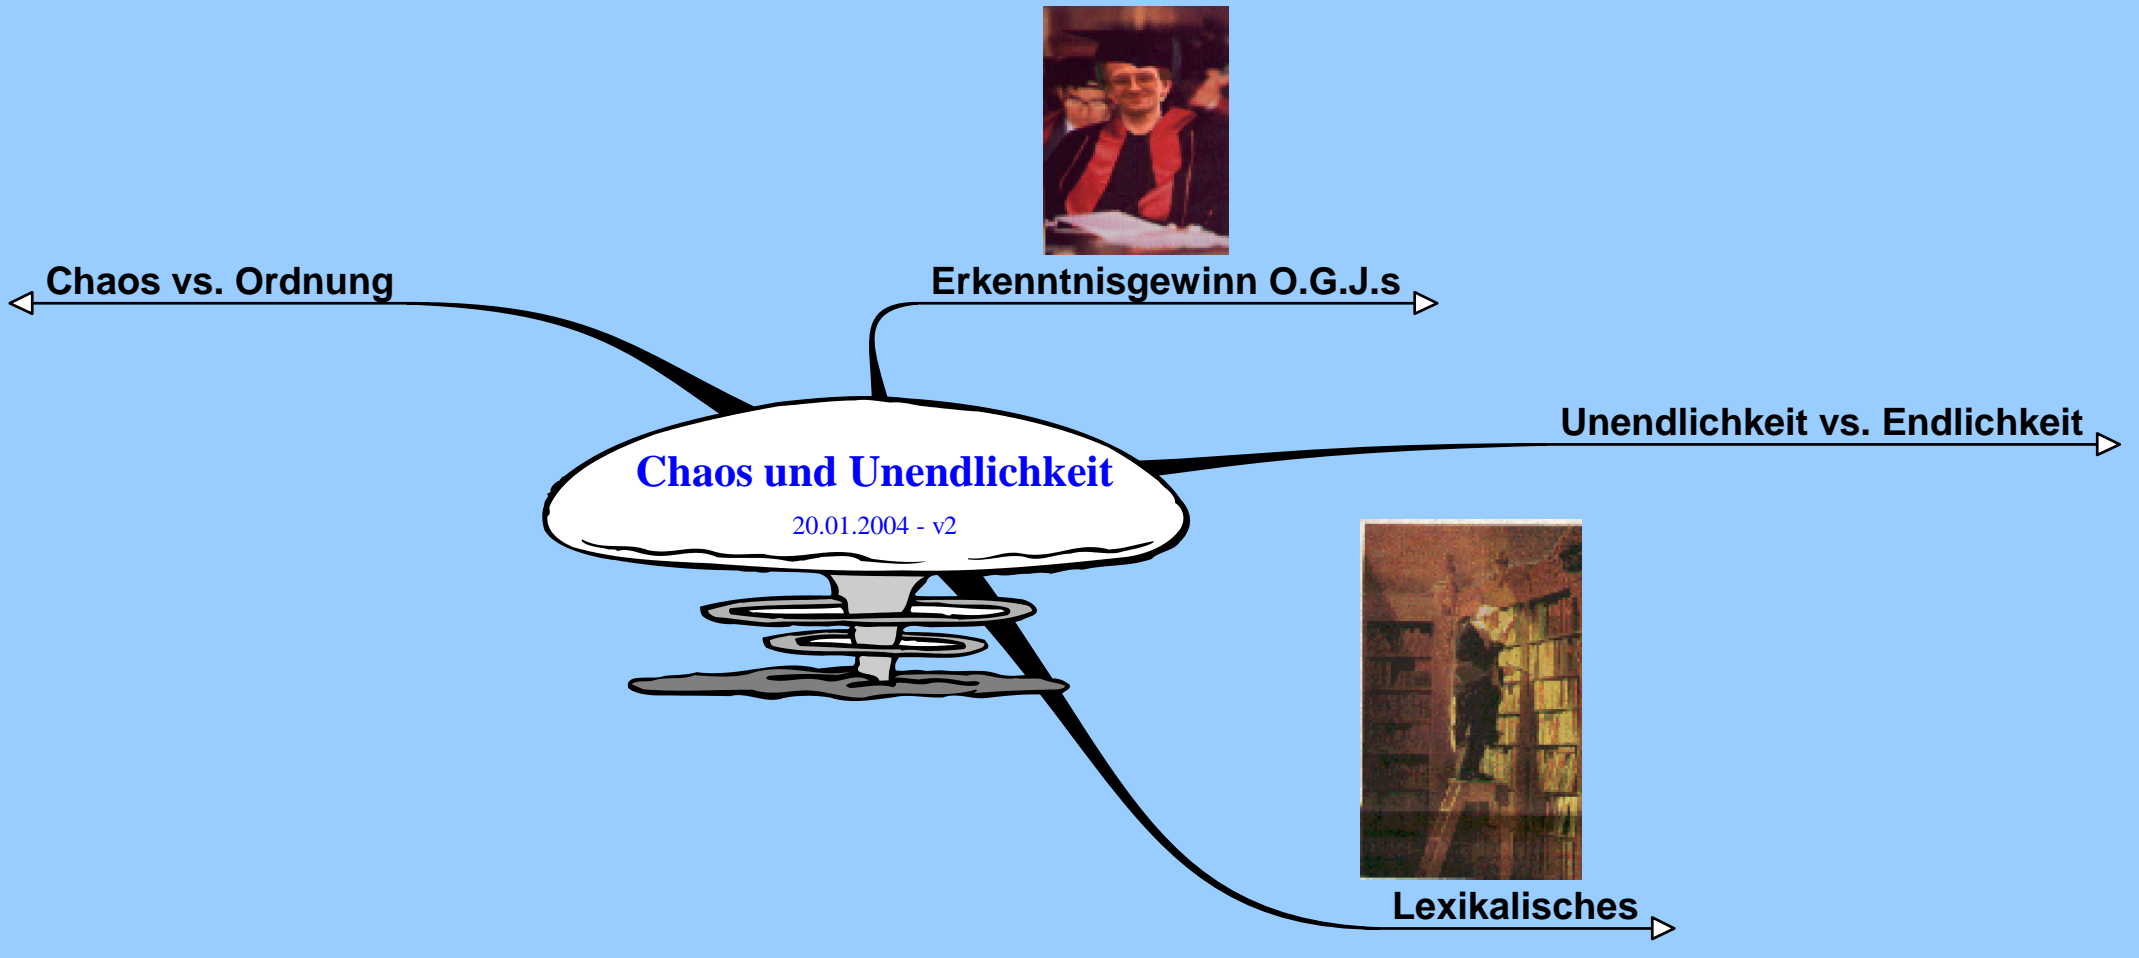 Chaos vs. Ordnung
Erkenntnisgewinn O.G.J.s
Unendlichkeit vs. Endlichkeit
Chaos und Unendlichkeit
20.01.2004 - v2
Lexikalisches